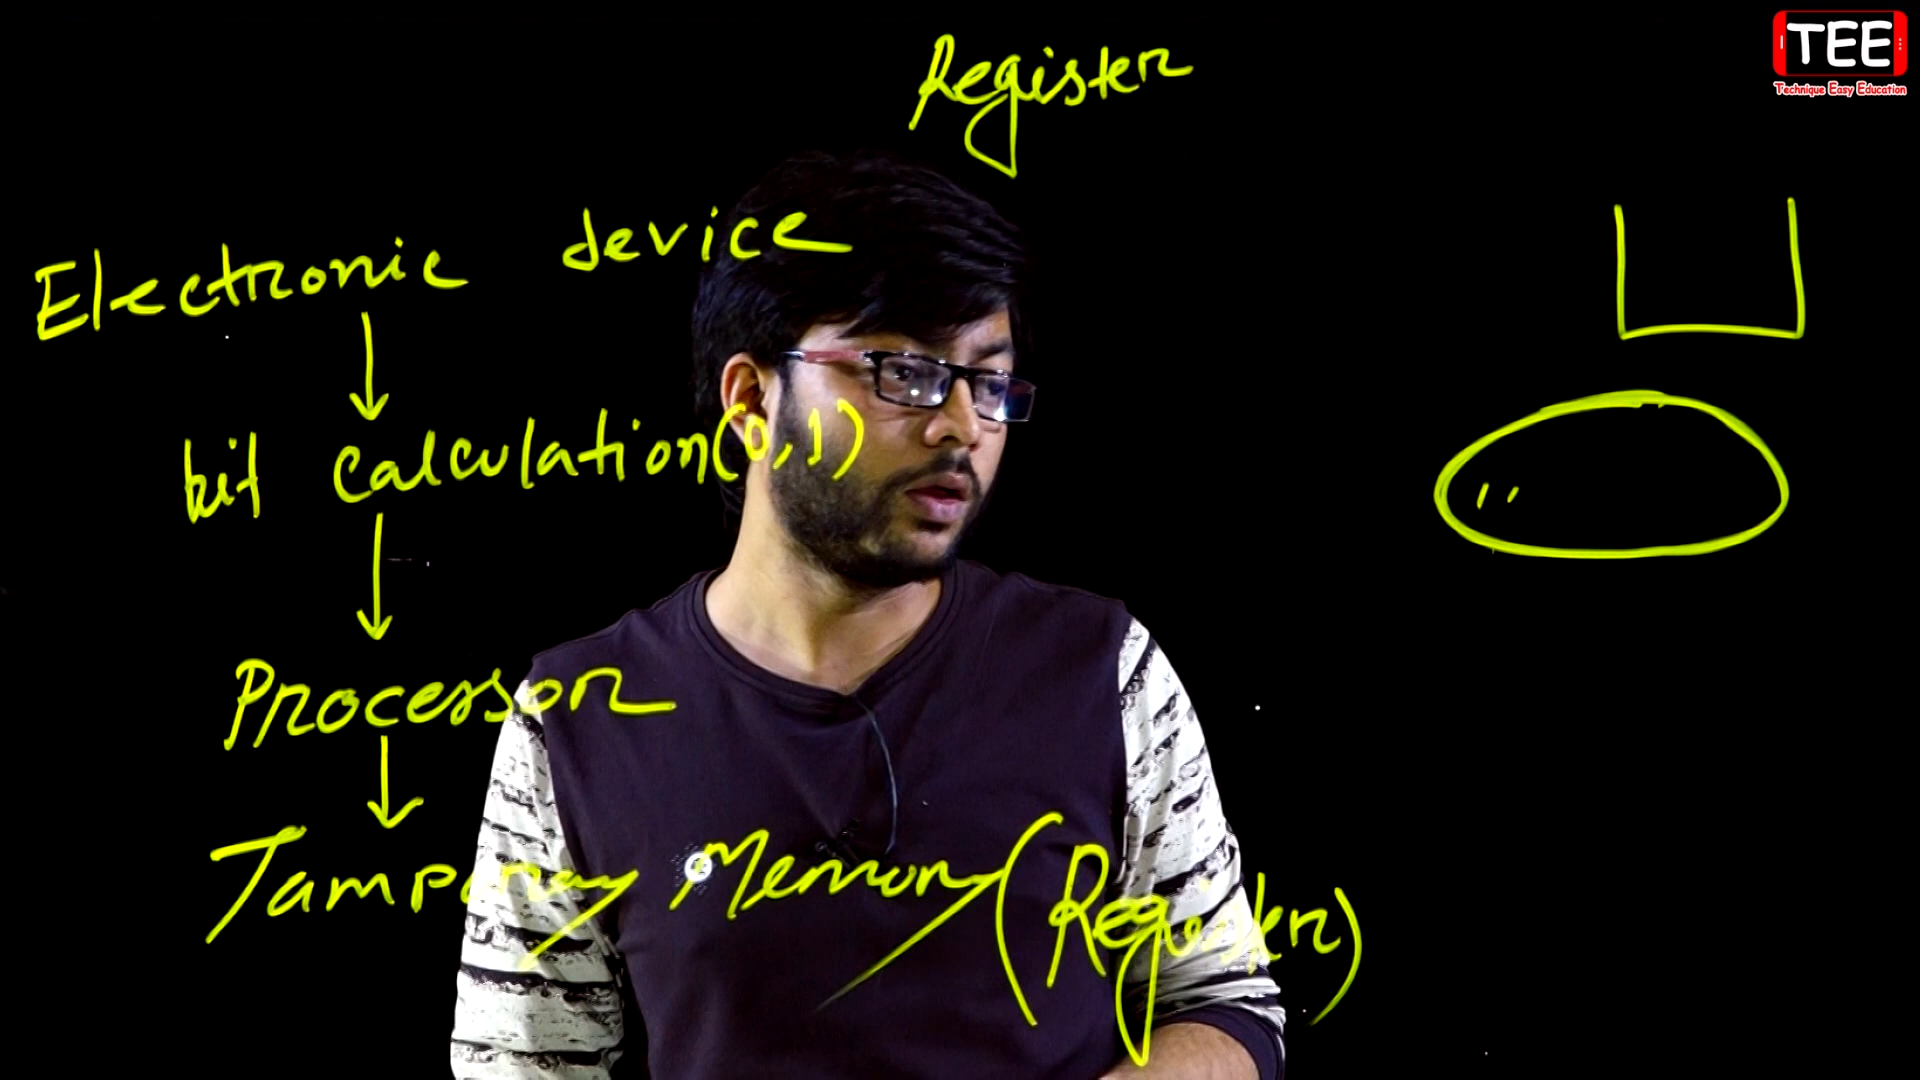 TEE
Technique Easy Education
Register
Electronic device
bit calculation(0,1)
Processor
Tamporary Memory (Register)